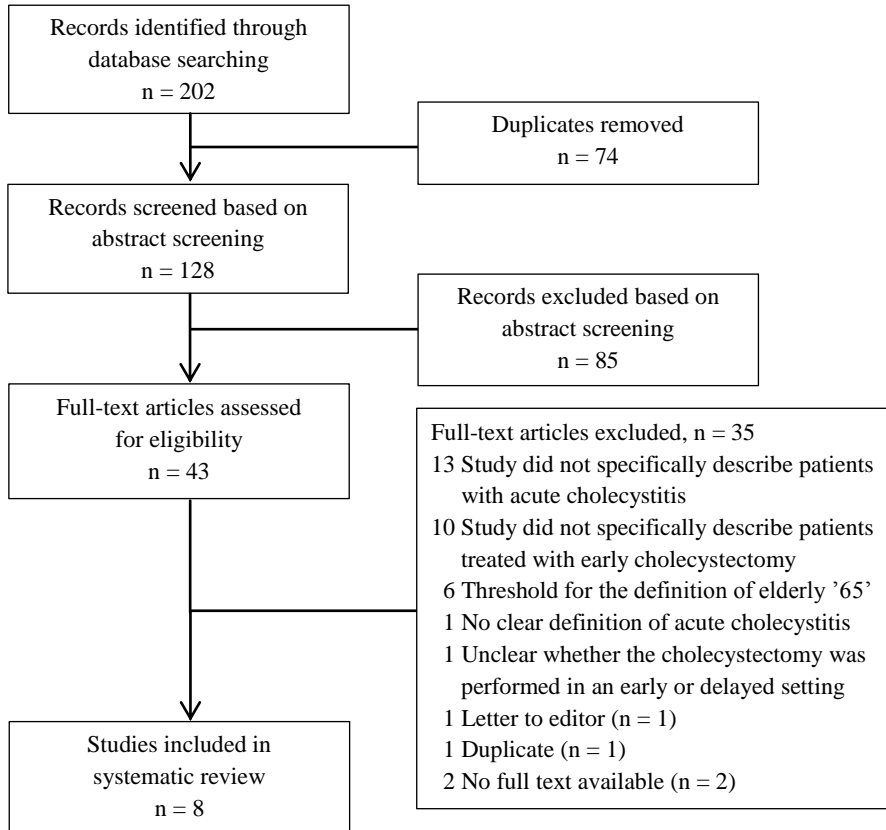 Records identified through
database searching
n = 202
Duplicates removed
n = 74
Records screened based on
abstract screening
n = 128
Records excluded based on
abstract screening
n = 85
Full-text articles assessed
for eligibility
n = 43
Full-text articles excluded, n = 35
13 Study did not specifically describe patients
with acute cholecystitis
10 Study did not specifically describe patients
treated with early cholecystectomy
6 Threshold for the definition of elderly ’65’
1 No clear definition of acute cholecystitis
1 Unclear whether the cholecystectomy was
performed in an early or delayed setting
1 Letter to editor (n = 1)
1 Duplicate (n = 1)
2 No full text available (n = 2)
Studies included in
systematic review
n = 8